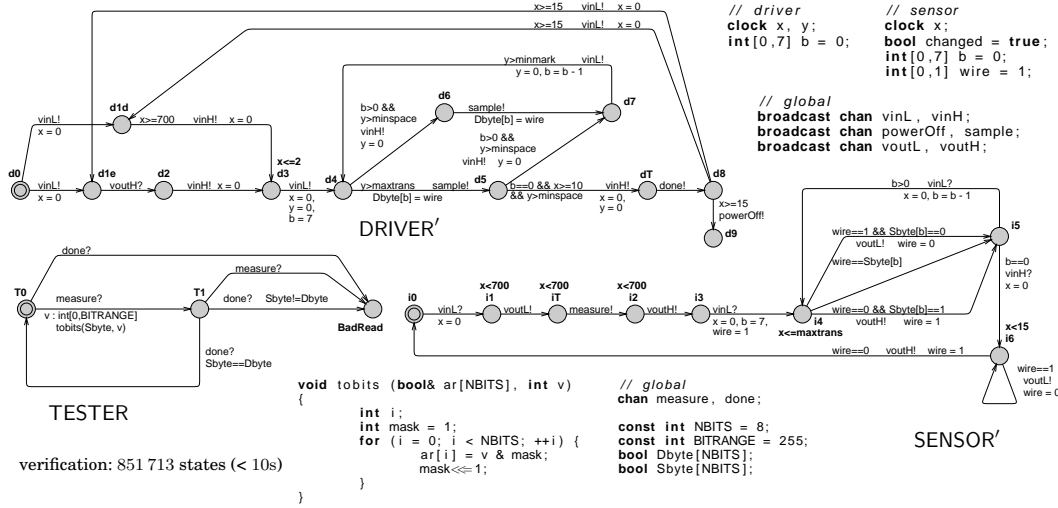 x>=15 vinL! x = 0
x>=15 vinL! x = 0
y>minmark vinL!
y = 0, b = b - 1
d1d
x>=700 vinH! x = 0
vinL!
x = 0
d0
vinL!
x = 0
d1e
voutH?
d2
vinH! x = 0
x<=2
d3
vinL!
x = 0,
y = 0,
b = 7
d4
b>0 &&
y>minspace
vinH!
y = 0
d6
sample!
Dbyte[b] = wire
d7
b>0 &&
y>minspace
vinH! y = 0
y>maxtrans sample!
Dbyte[b] = wire
d5
b==0 && x>=10 vinH!
&& y>minspace x = 0,
y = 0
dT
done!
d8
x>=15
powerOff!
d9
DRIVER′
// driver
clock x, y;
int[0,7] b = 0;
// sensor
clock x;
bool changed = true;
int[0,7] b = 0;
int[0,1] wire = 1;
// global
broadcast chan vinL, vinH;
broadcast chan powerOff, sample;
broadcast chan voutL, voutH;
done?
T0
measure?
v : int[0,BITRANGE]
tobits(Sbyte, v)
T1
measure?
done? Sbyte!=Dbyte
BadRead
done?
Sbyte==Dbyte
TESTER
i0
vinL?
x = 0
x<700
i1
voutL!
x<700
iT
measure!
x<700
i2
voutH!
i3
vinL?
x = 0, b = 7,
wire = 1
i4
x<=maxtrans
b>0 vinL?
x = 0, b = b - 1
wire==1 && Sbyte[b]==0
voutL! wire = 0
wire==Sbyte[b]
wire==0 && Sbyte[b]==1
voutH! wire = 1
i5
b==0
vinH?
x = 0
x<15
i6
wire==0 voutH! wire = 1
wire==1
voutL!
wire = 0
SENSOR′
void tobits (bool& ar[NBITS], int v)
{
int i;
int mask = 1;
for (i = 0; i < NBITS; ++i) {
ar[i] = v & mask;
mask<<=1;
}
}
// global
chan measure, done;
const int NBITS = 8;
const int BITRANGE = 255;
bool Dbyte[NBITS];
bool Sbyte[NBITS];
verification: 851 713 states (< 10s)